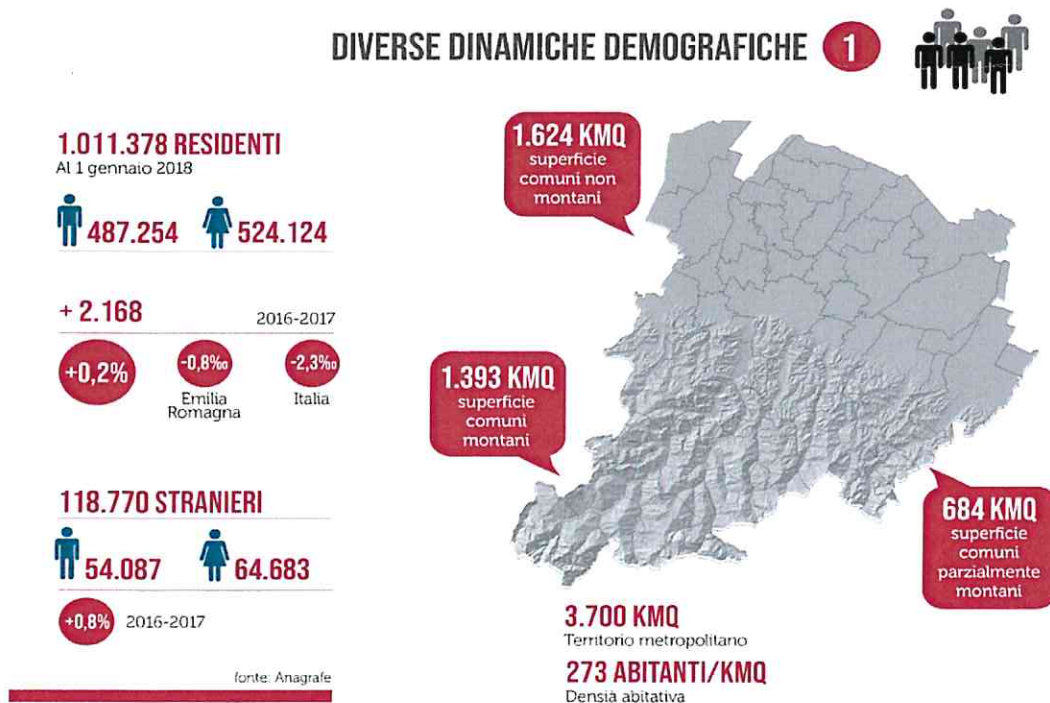 DIVERSE DINAMICHE DEMOGRAFICHE 1
1.011.378 RESIDENTI
Al 1 gennaio 2018
487.254 524.124
+ 2.168 2016-2017
+0,2%
-0,8‰
Emilia
Romagna
-2,3‰
Italia
118.770 STRANIERI
54.087 64.683
+0,8% 2016-2017
fonte: Anagrafe
1.624 KMQ
superficie
comuni non
montani
1.393 KMQ
superficie
comuni
montani
684 KMQ
superficie
comuni
parzialmente
montani
3.700 KMQ
Territorio metropolitano
273 ABITANTI/KMQ
Densià abitativa